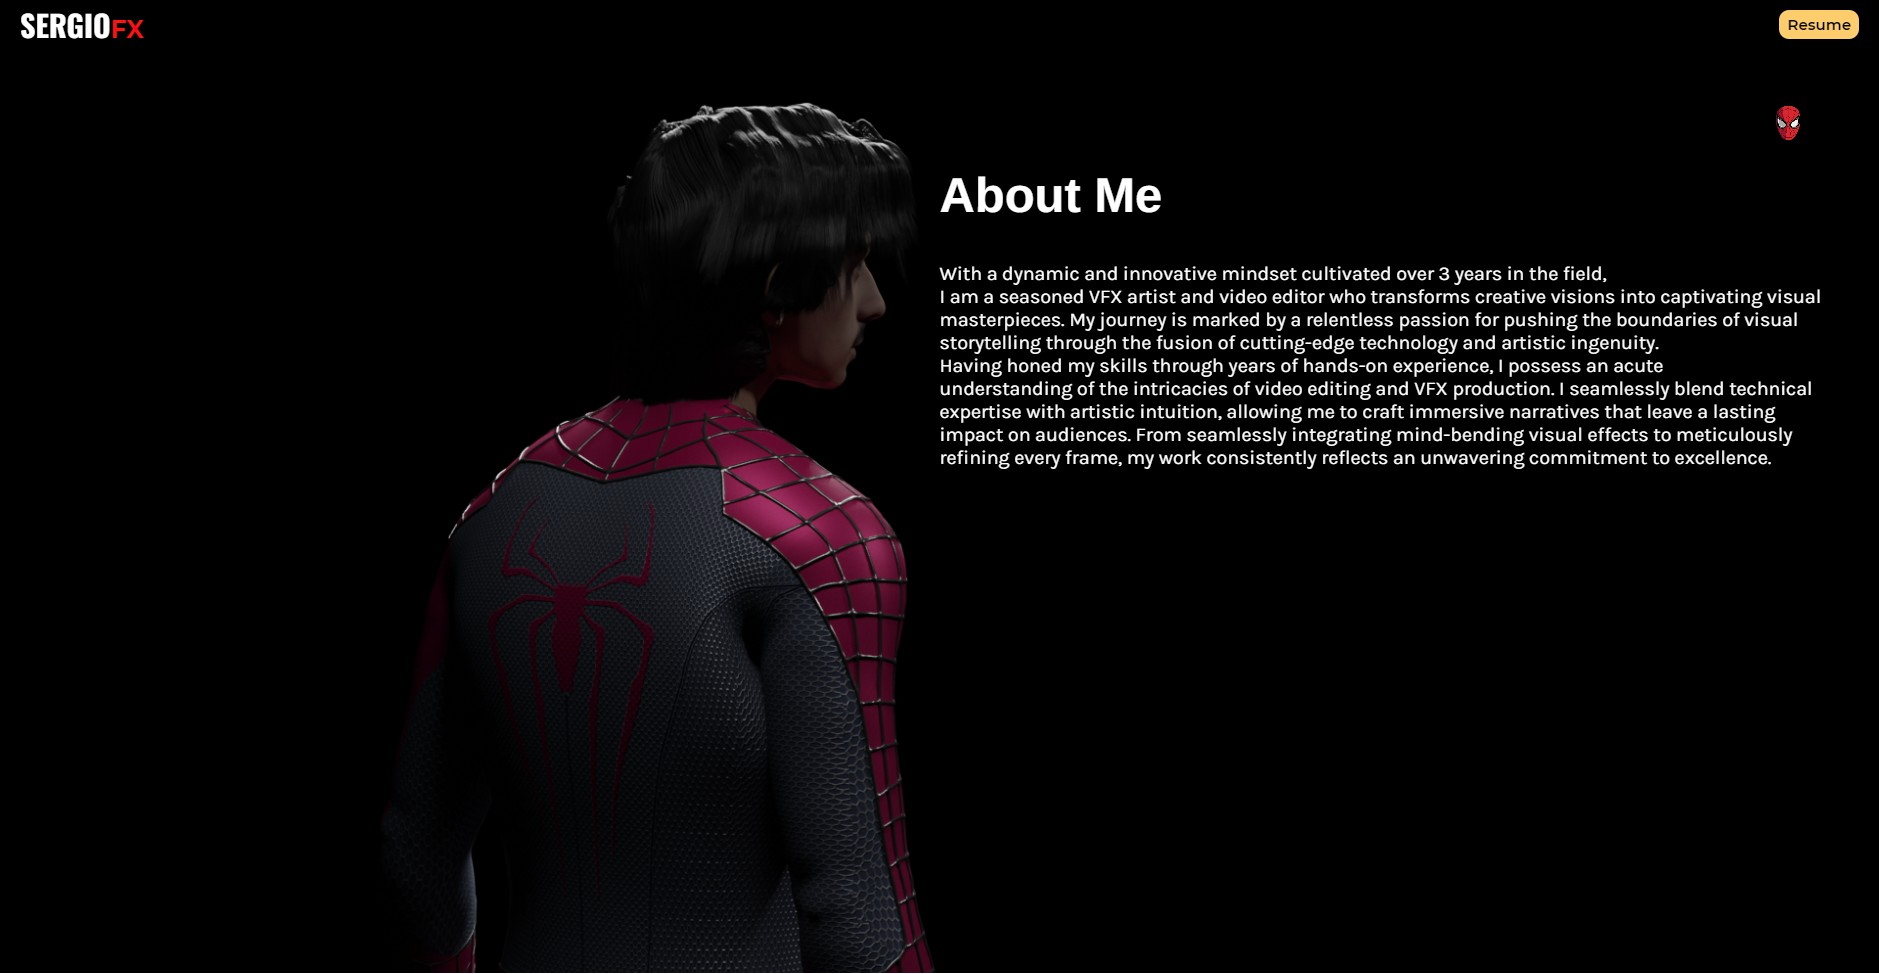 SERGIOFX
Resume
About Me
With a dynamic and innovative mindset cultivated over 3 years in the field,
I am a seasoned VFX artist and video editor who transforms creative visions into captivating visual
masterpieces. My journey is marked by a relentless passion for pushing the boundaries of visual
storytelling through the fusion of cutting-edge technology and artistic ingenuity.
Having honed my skills through years of hands-on experience, I possess an acute
understanding of the intricacies of video editing and VFX production. I seamlessly blend technical
expertise with artistic intuition, allowing me to craft immersive narratives that leave a lasting
impact on audiences. From seamlessly integrating mind-bending visual effects to meticulously
refining every frame, my work consistently reflects an unwavering commitment to excellence.